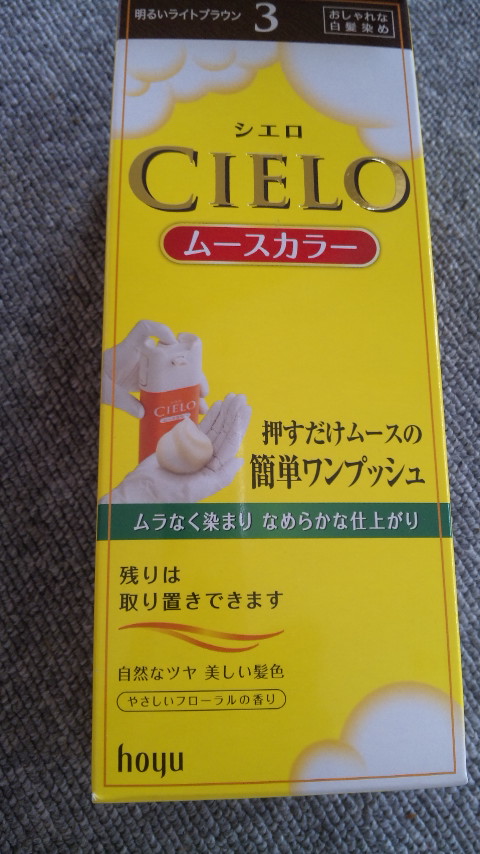 明るいライトブラウン 3
おしゃれな
白髪染め
シエロ
CIELO
ムースカラー
CIELO
押すだけムースの
簡単ワンプッシュ
ムラなく染まり なめらかな仕上がり
残りは
取り置きできます
自然なツヤ 美しい髪色
やさしいフローラルの香り
hoyu